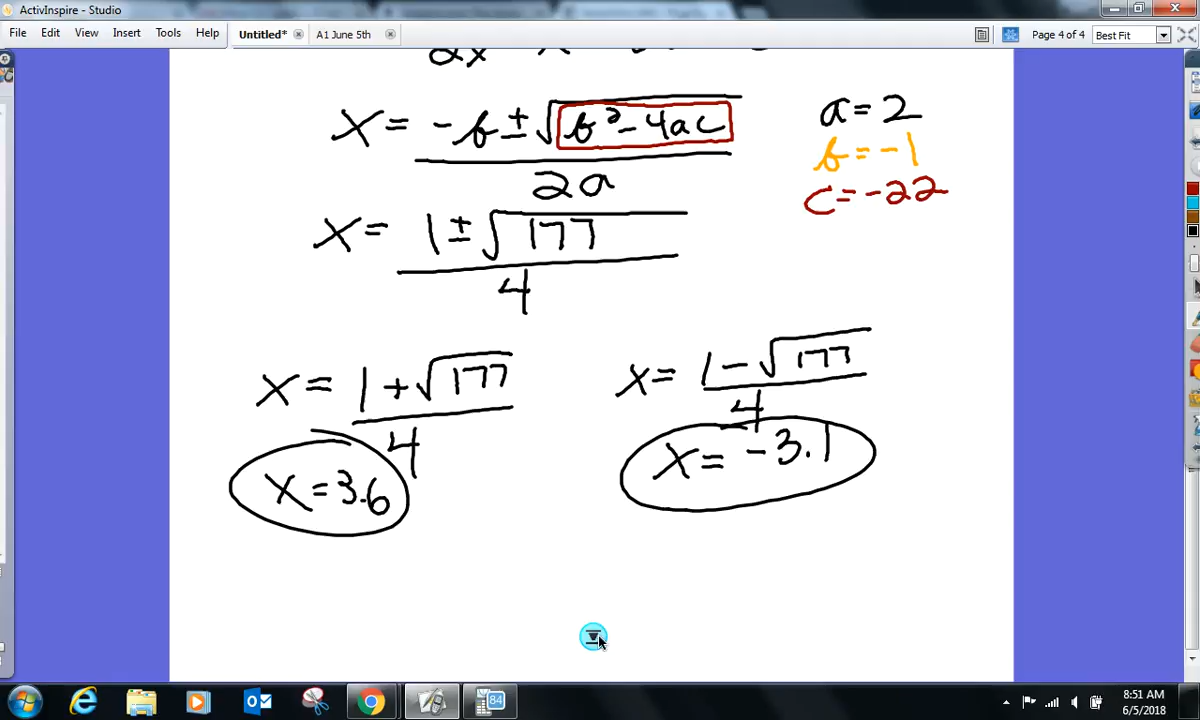 ActivInspire - Studio
File Edit View Insert Tools Help Untitled* A1 June 5th Page 4 of 4 Best Fit
x = -b ± √b² - 4ac
2a
a = 2
b = -1
c = -22
x = 1 ± √177
4
x = 1 + √177
4
x = 3.6
x = 1 - √177
4
x = -3.1
84
8:51 AM
6/5/2018